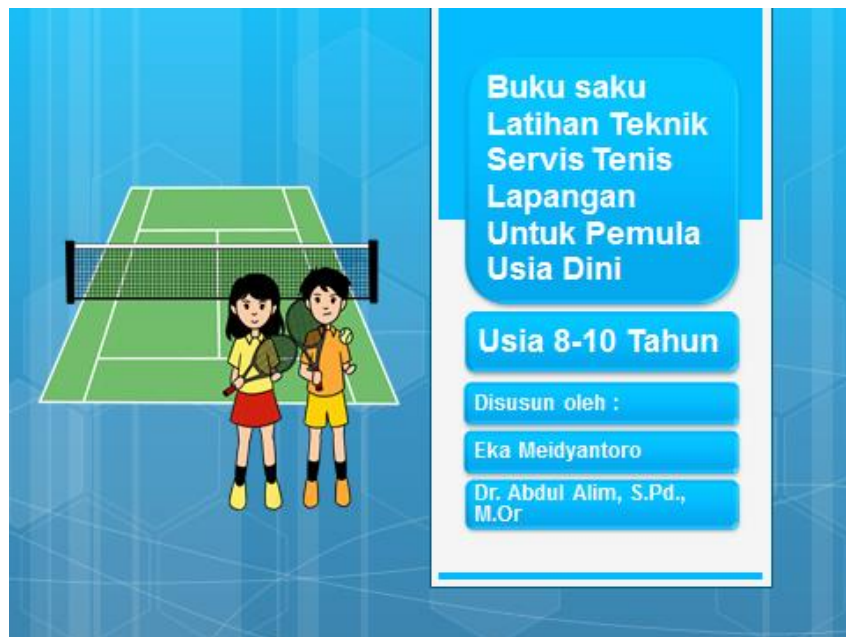 Buku saku
Latihan Teknik
Servis Tenis
Lapangan
Untuk Pemula
Usia Dini
Usia 8-10 Tahun
Disusun oleh :
Eka Meidyantoro
Dr. Abdul Alim, S.Pd.,
M.Or